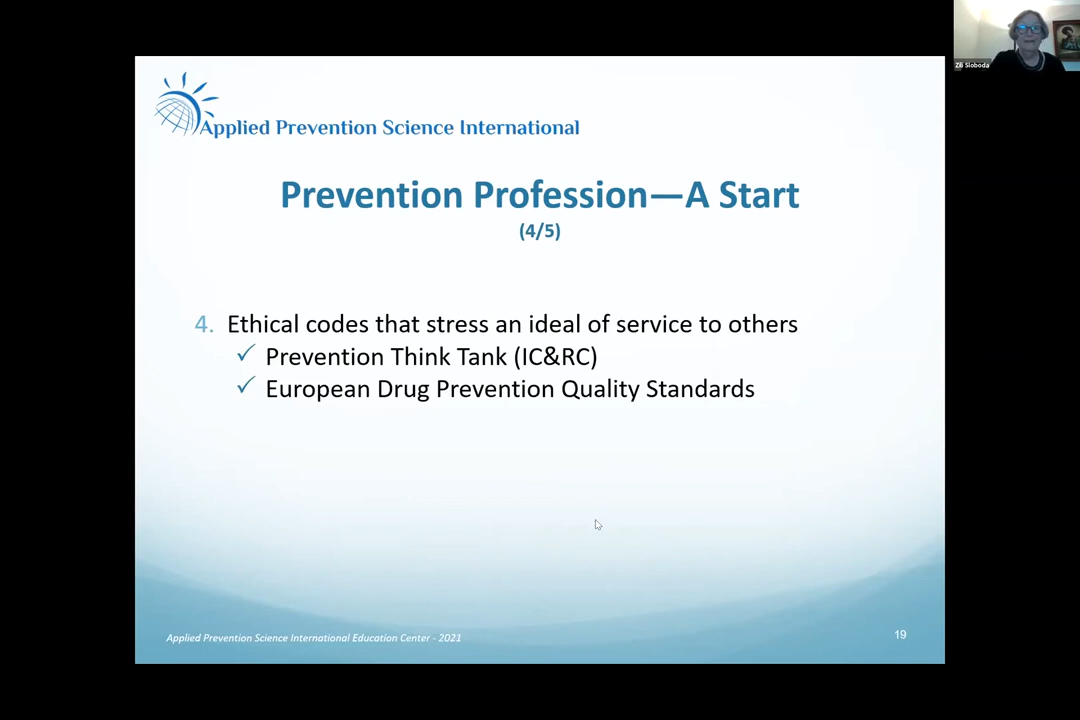 Zili Sloboda
Applied Prevention Science International
Prevention Profession—A Start
(4/5)
4. Ethical codes that stress an ideal of service to others
✓ Prevention Think Tank (IC&RC)
✓ European Drug Prevention Quality Standards
Applied Prevention Science International Education Center - 2021
19